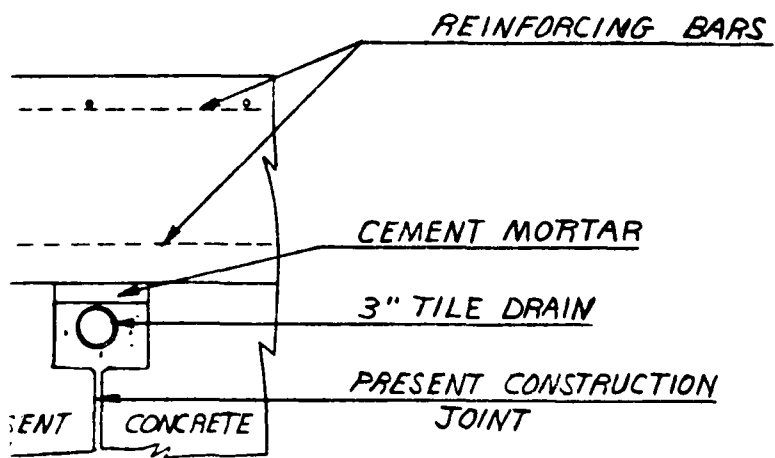 REINFORCING BARS
CEMENT MORTAR
3" TILE DRAIN
PRESENT CONSTRUCTION
JOINT
CONCRETE